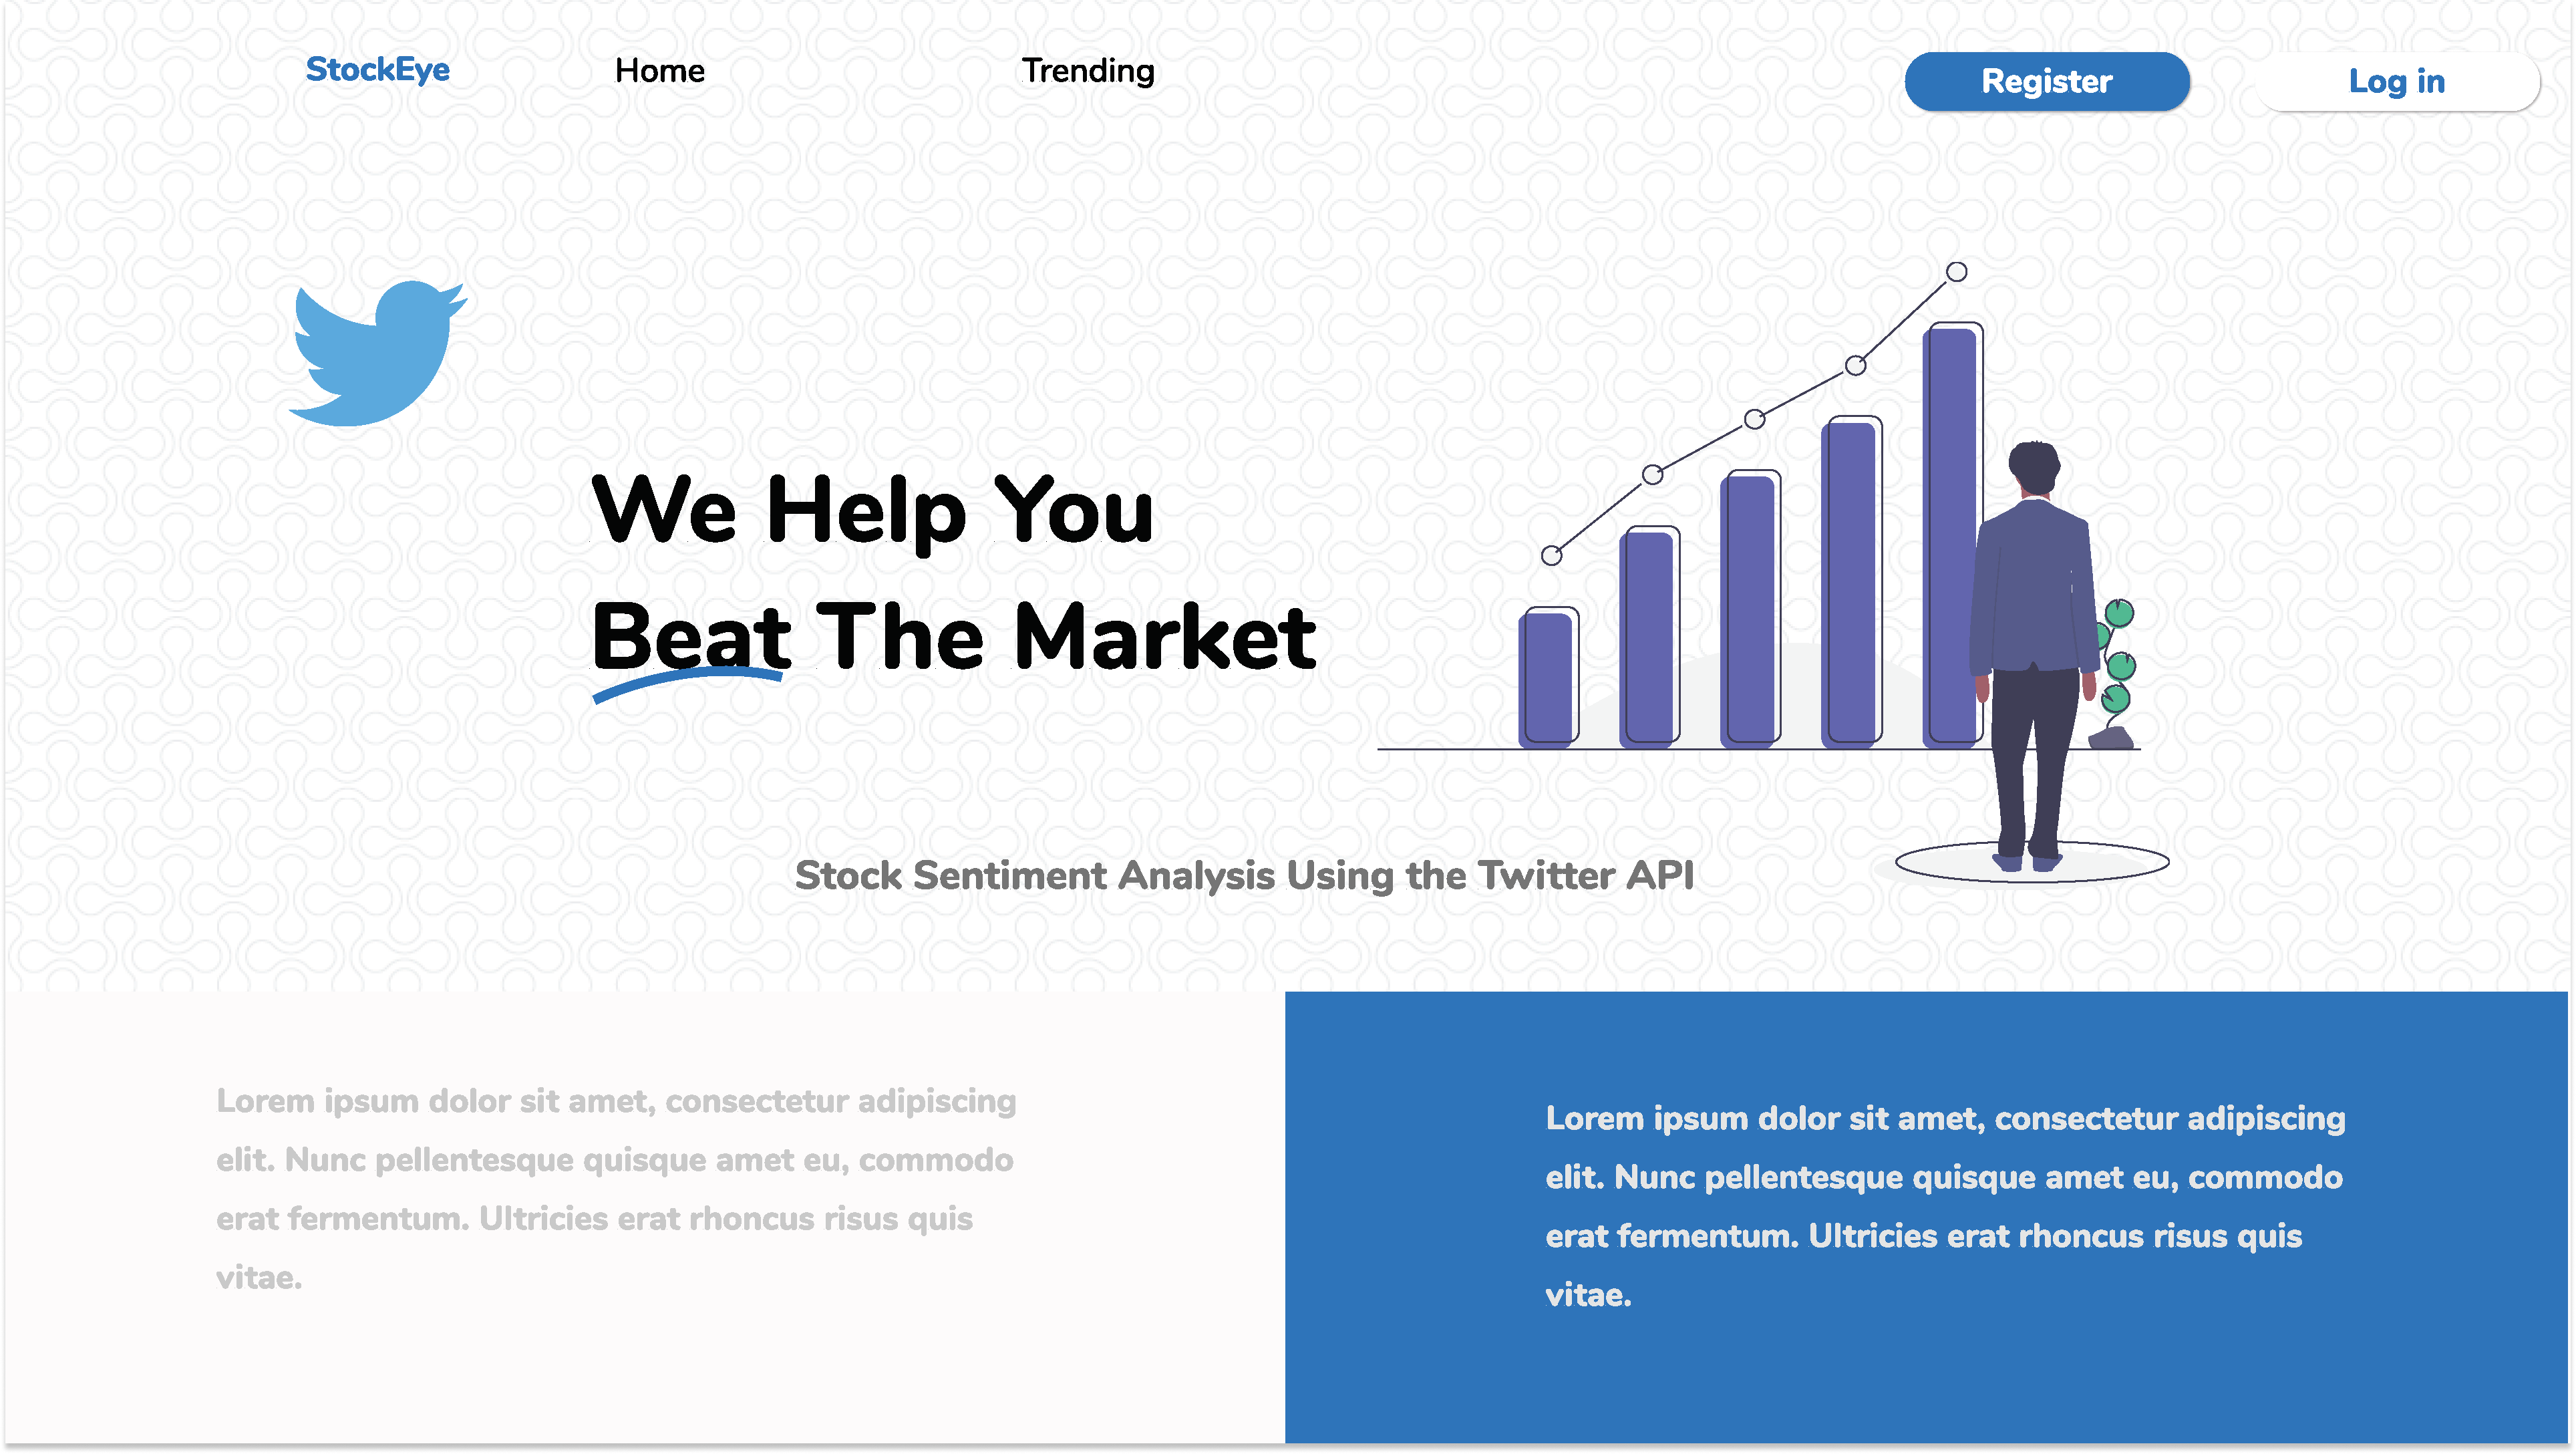 StockEye
Home
Trending
Register
Log in
We Help You
Beat The Market
Stock Sentiment Analysis Using the Twitter API
Lorem ipsum dolor sit amet, consectetur adipiscing
elit. Nunc pellentesque quisque amet eu, commodo
erat fermentum. Ultricies erat rhoncus risus quis
vitae.
Lorem ipsum dolor sit amet, consectetur adipiscing
elit. Nunc pellentesque quisque amet eu, commodo
erat fermentum. Ultricies erat rhoncus risus quis
vitae.